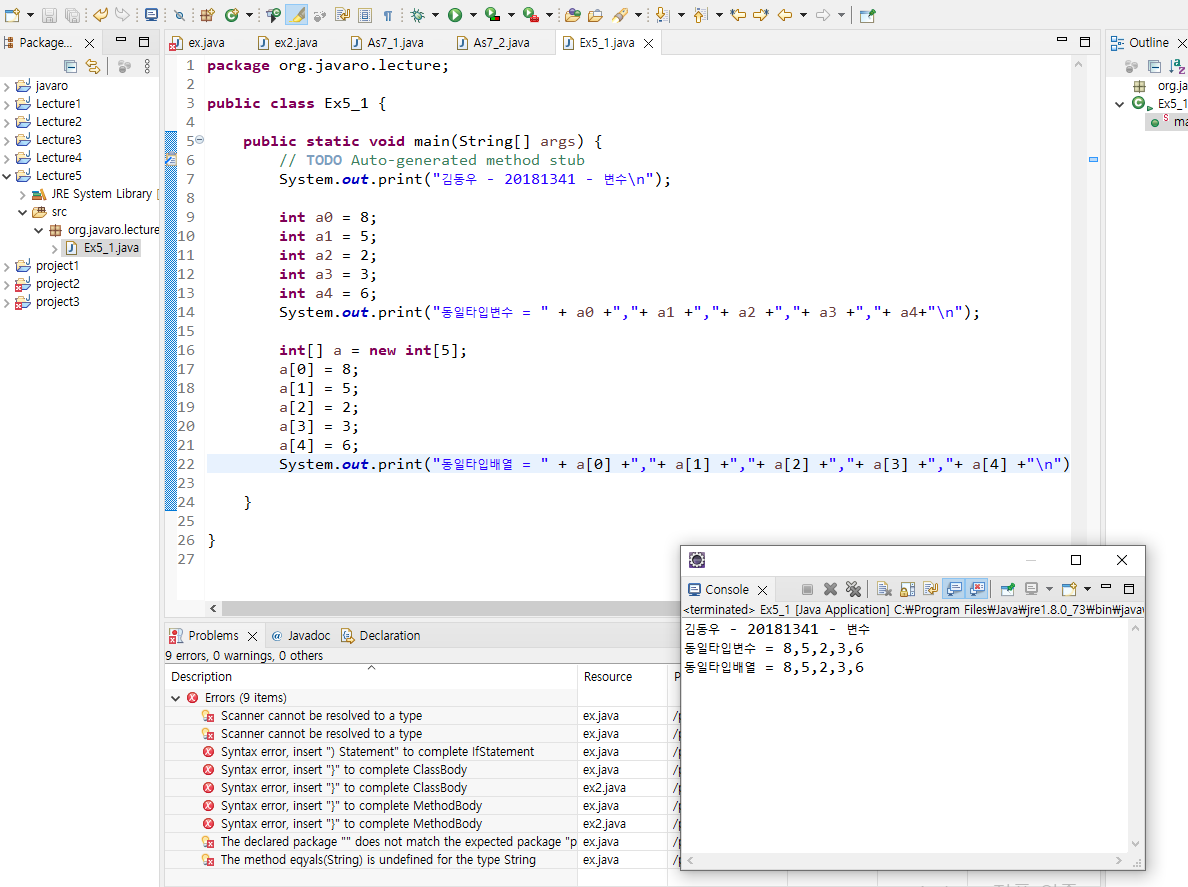 Package...
ex.java
ex2.java
As7_1.java
As7_2.java
Ex5_1.java
Outline
javaro
Lecture1
Lecture2
Lecture3
Lecture4
Lecture5
JRE System Library [
src
org.javaro.lecture
Ex5_1.java
project1
project2
project3
1 package org.javaro.lecture;
2
3 public class Ex5_1 {
4
5 public static void main(String[] args) {
6 // TODO Auto-generated method stub
7 System.out.print("김동우 - 20181341 - 변수\n");
8
9 int a0 = 8;
10 int a1 = 5;
11 int a2 = 2;
12 int a3 = 3;
13 int a4 = 6;
14 System.out.print("동일타입변수 = " + a0 +","+ a1 +","+ a2 +","+ a3 +","+ a4+"\n");
15
16 int[] a = new int[5];
17 a[0] = 8;
18 a[1] = 5;
19 a[2] = 2;
20 a[3] = 3;
21 a[4] = 6;
22 System.out.print("동일타입배열 = " + a[0] +","+ a[1] +","+ a[2] +","+ a[3] +","+ a[4] +"\n")
23
24 }
25
26 }
27
org.ja
Ex5_1
ma
Problems
Javadoc
Declaration
9 errors, 0 warnings, 0 others
Description Resource P
Errors (9 items)
Scanner cannot be resolved to a type ex.java /p
Scanner cannot be resolved to a type ex.java /p
Syntax error, insert ") Statement" to complete IfStatement ex.java /p
Syntax error, insert "}" to complete ClassBody ex.java /p
Syntax error, insert "}" to complete ClassBody ex2.java /p
Syntax error, insert "}" to complete MethodBody ex.java /p
Syntax error, insert "}" to complete MethodBody ex2.java /p
The declared package "" does not match the expected package "p ex.java /p
The method eqyals(String) is undefined for the type String ex.java /p
Console
<terminated> Ex5_1 [Java Application] C:₩Program Files₩Java₩jre1.8.0_73₩bin₩javaw
김동우 - 20181341 - 변수
동일타입변수 = 8,5,2,3,6
동일타입배열 = 8,5,2,3,6